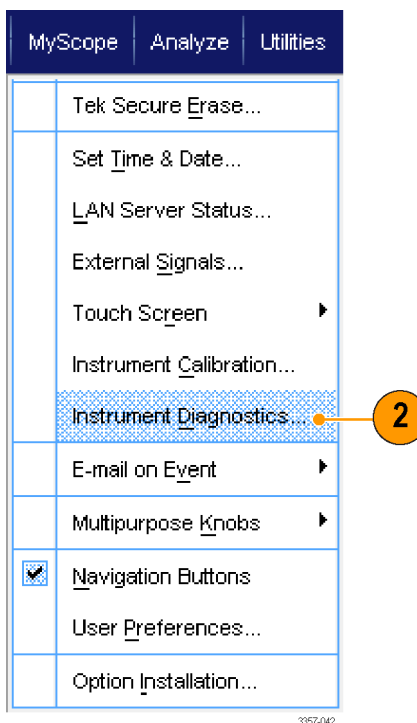 MyScope Analyze Utilities
Tek Secure Erase...
Set Time & Date...
LAN Server Status...
External Signals...
Touch Screen
Instrument Calibration...
Instrument Diagnostics...
2
E-mail on Event
Multipurpose Knobs
Navigation Buttons
User Preferences...
Option Installation...
3357-042